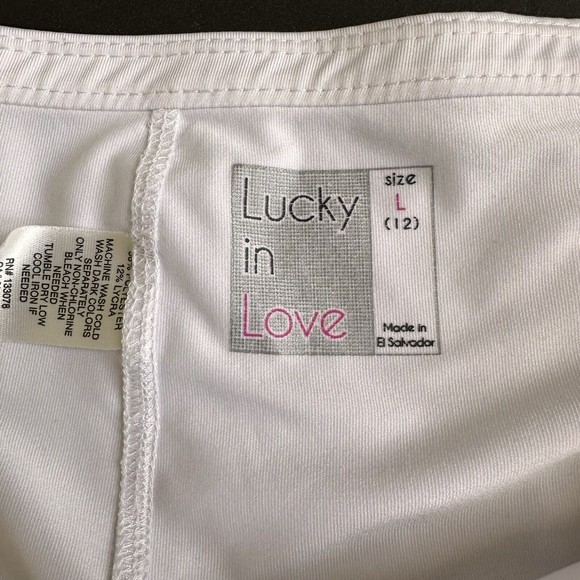 Lucky
in
Love
size
L
(12)
Made in
El Salvador
12% LYCRA
MACHINE WASH COLD
WASH DARK COLORS
SEPARATELY
ONLY NON-CHLORINE
BLEACH WHEN
NEEDED
TUMBLE DRY LOW
COOL IRON IF
NEEDED
RN# 133078